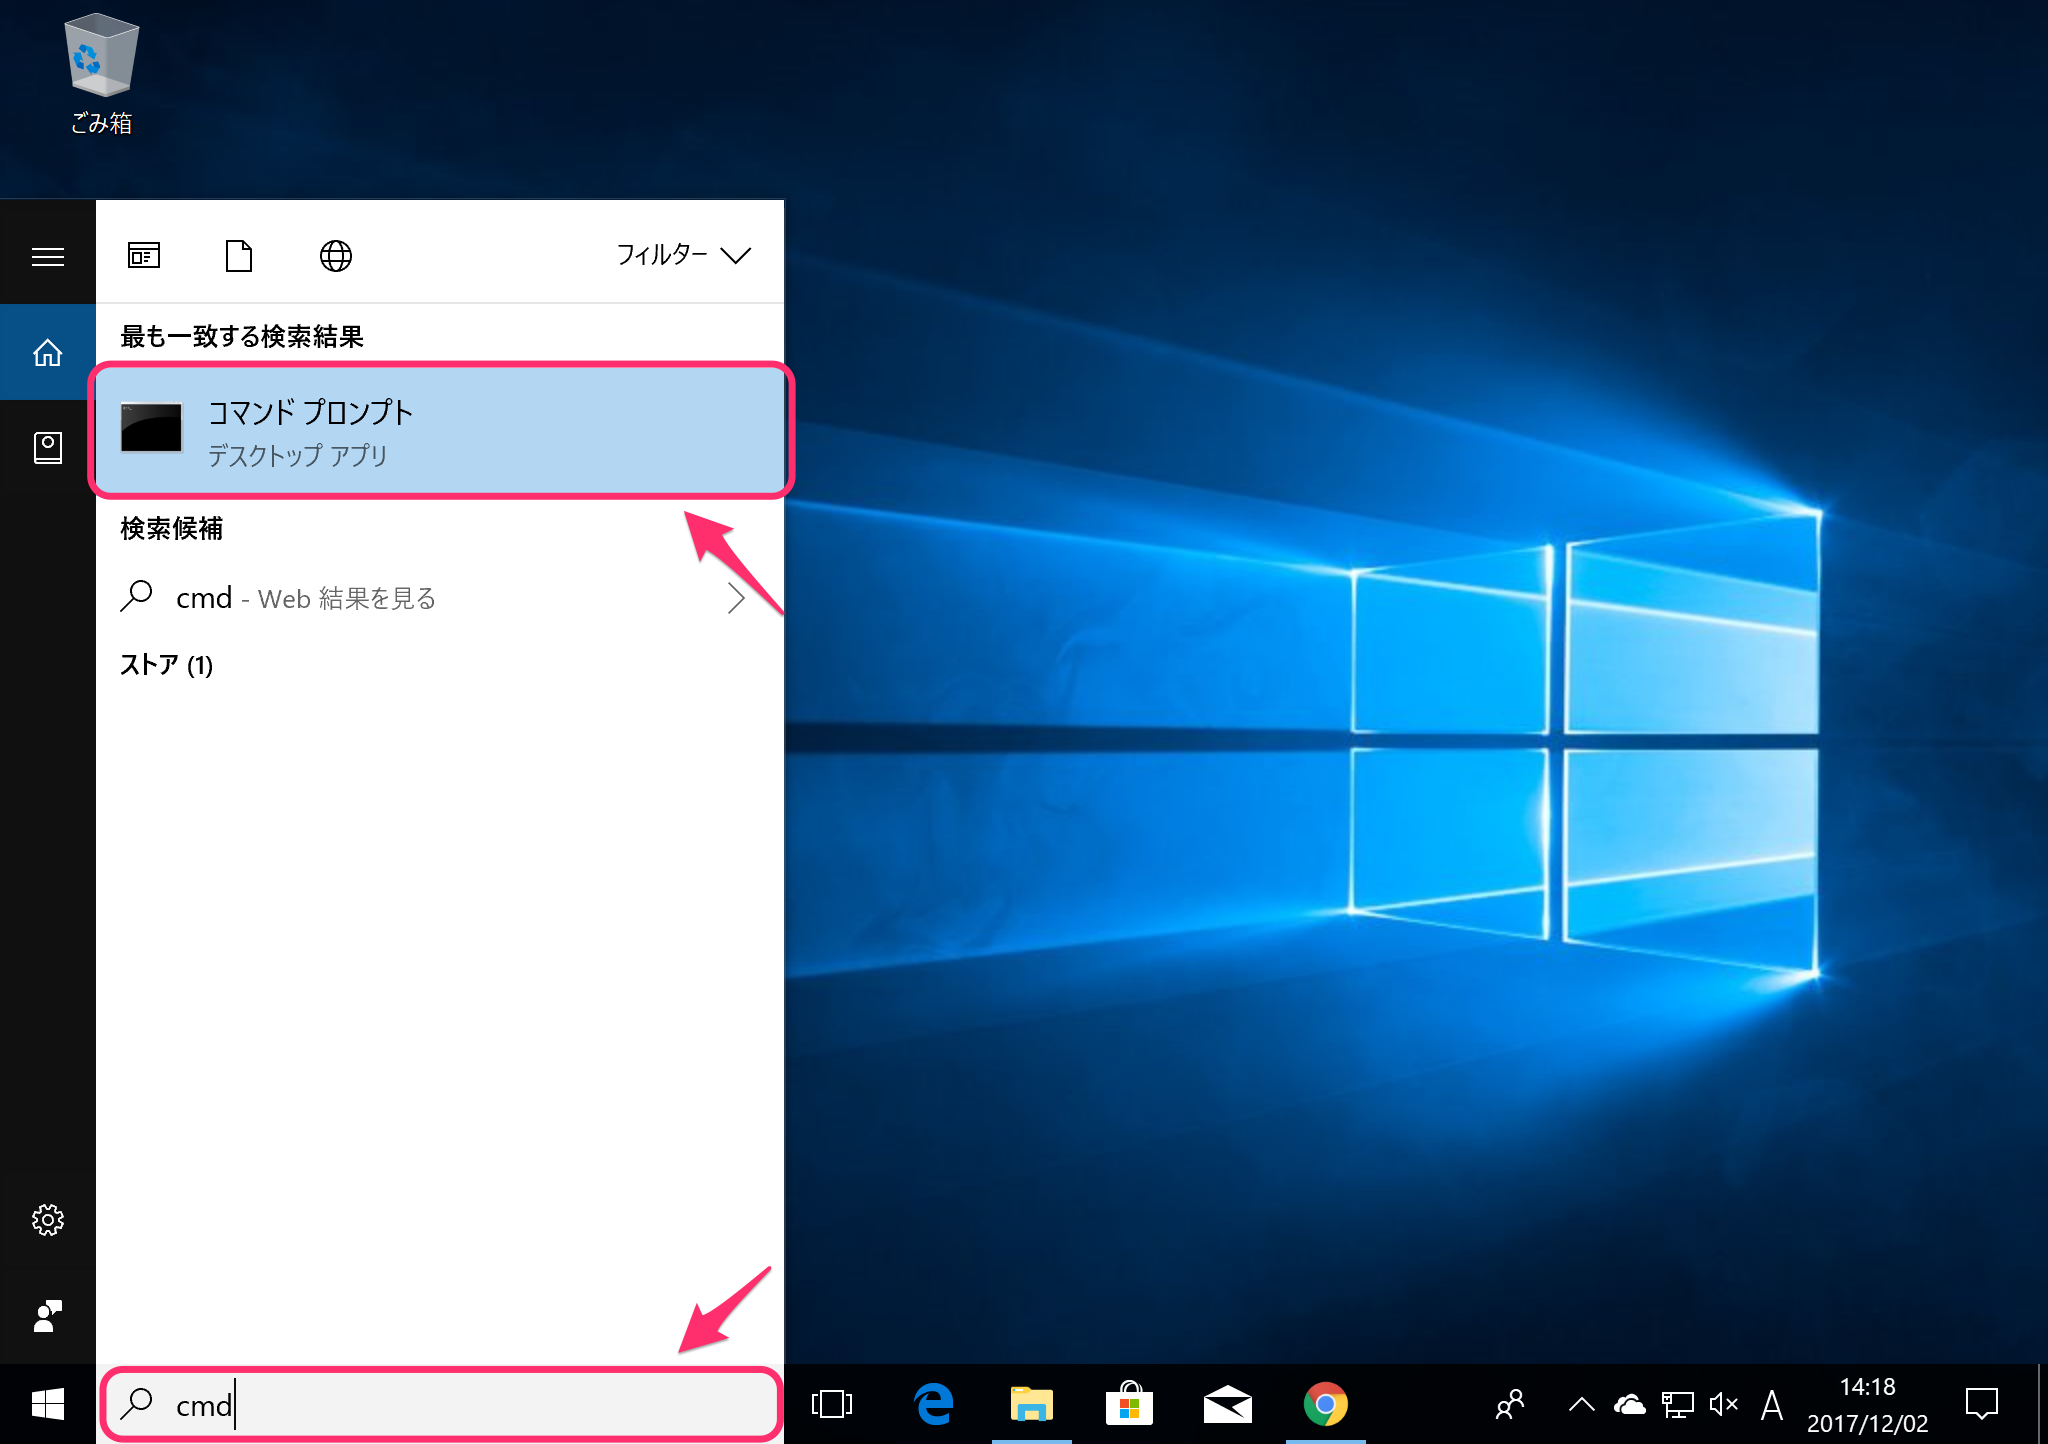 ごみ箱
フィルター
最も一致する検索結果
コマンド プロンプト
デスクトップ アプリ
検索候補
cmd - Web 結果を見る
ストア (1)
cmd
A
14:18
2017/12/02